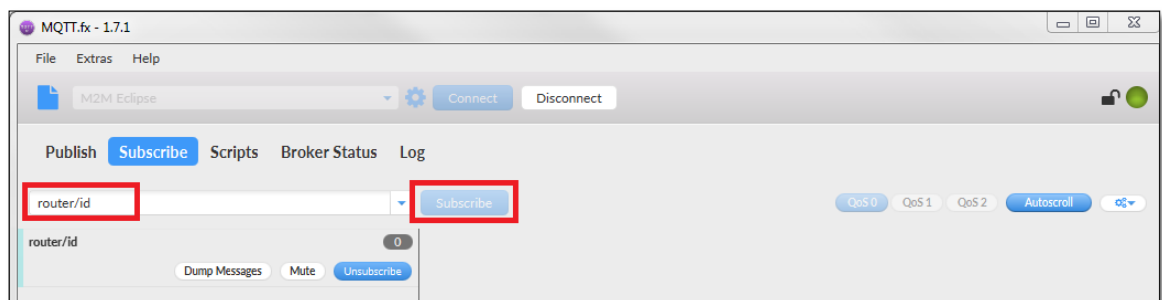 MQTT.fx - 1.7.1
File Extras Help
M2M Eclipse Connect Disconnect
Publish Subscribe Scripts Broker Status Log
router/id Subscribe QoS 0 QoS 1 QoS 2 Autoscroll
router/id 0
Dump Messages Mute Unsubscribe